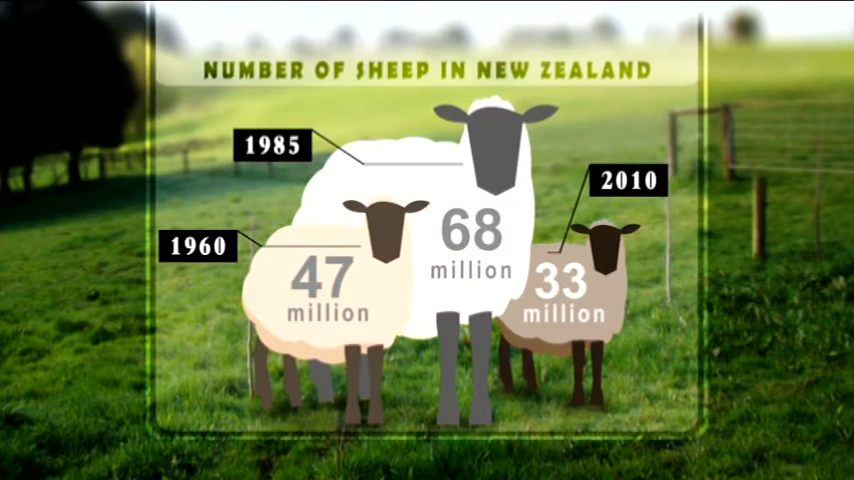 NUMBER OF SHEEP IN NEW ZEALAND
1985
2010
1960
68
million
47
million
33
million